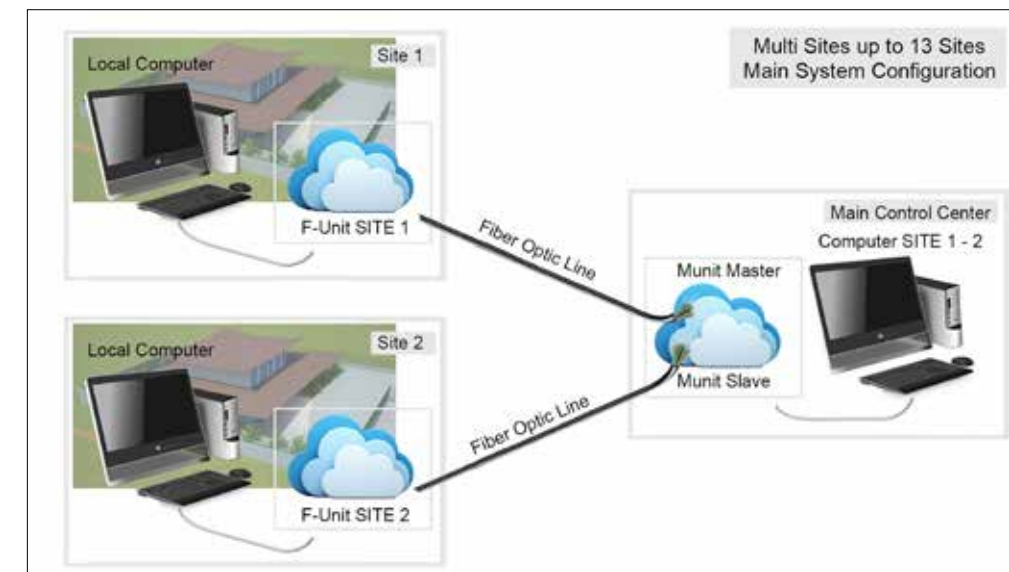 Multi Sites up to 13 Sites
Main System Configuration
Site 1
Local Computer
F-Unit SITE 1
Fiber Optic Line
Main Control Center
Computer SITE 1 - 2
Munit Master
Munit Slave
Site 2
Local Computer
F-Unit SITE 2
Fiber Optic Line